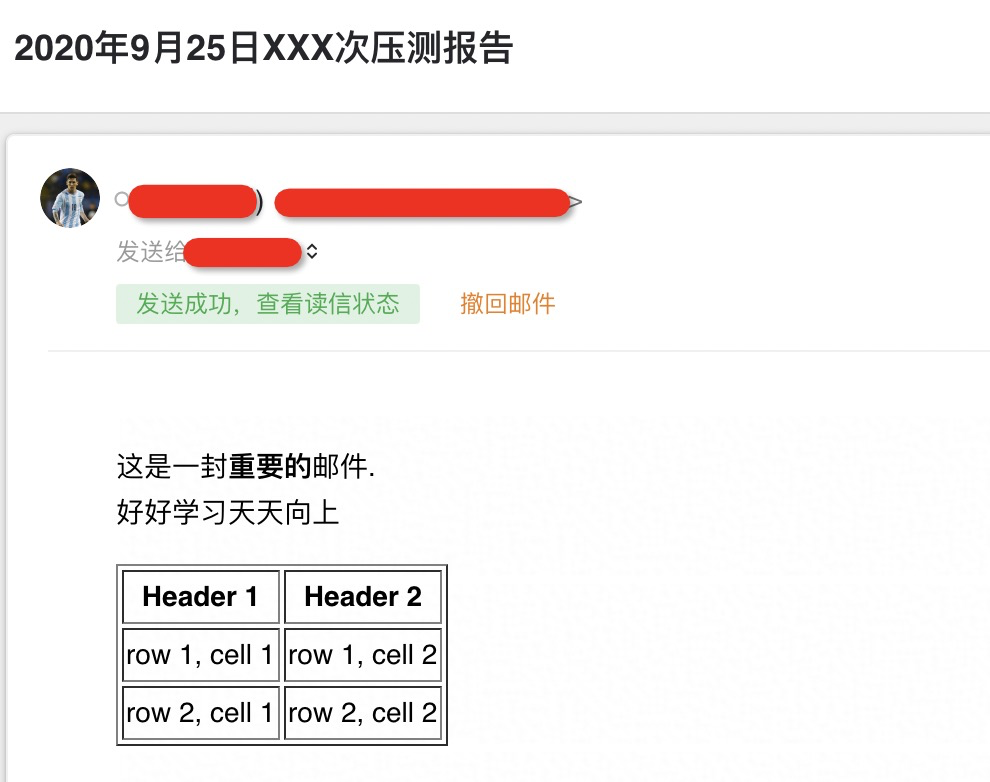 2020年9月25日XXX次压测报告
)
>
发送给
发送成功，查看读信状态 撤回邮件
这是一封重要的邮件.
好好学习天天向上
Header 1 Header 2
row 1, cell 1 row 1, cell 2
row 2, cell 1 row 2, cell 2